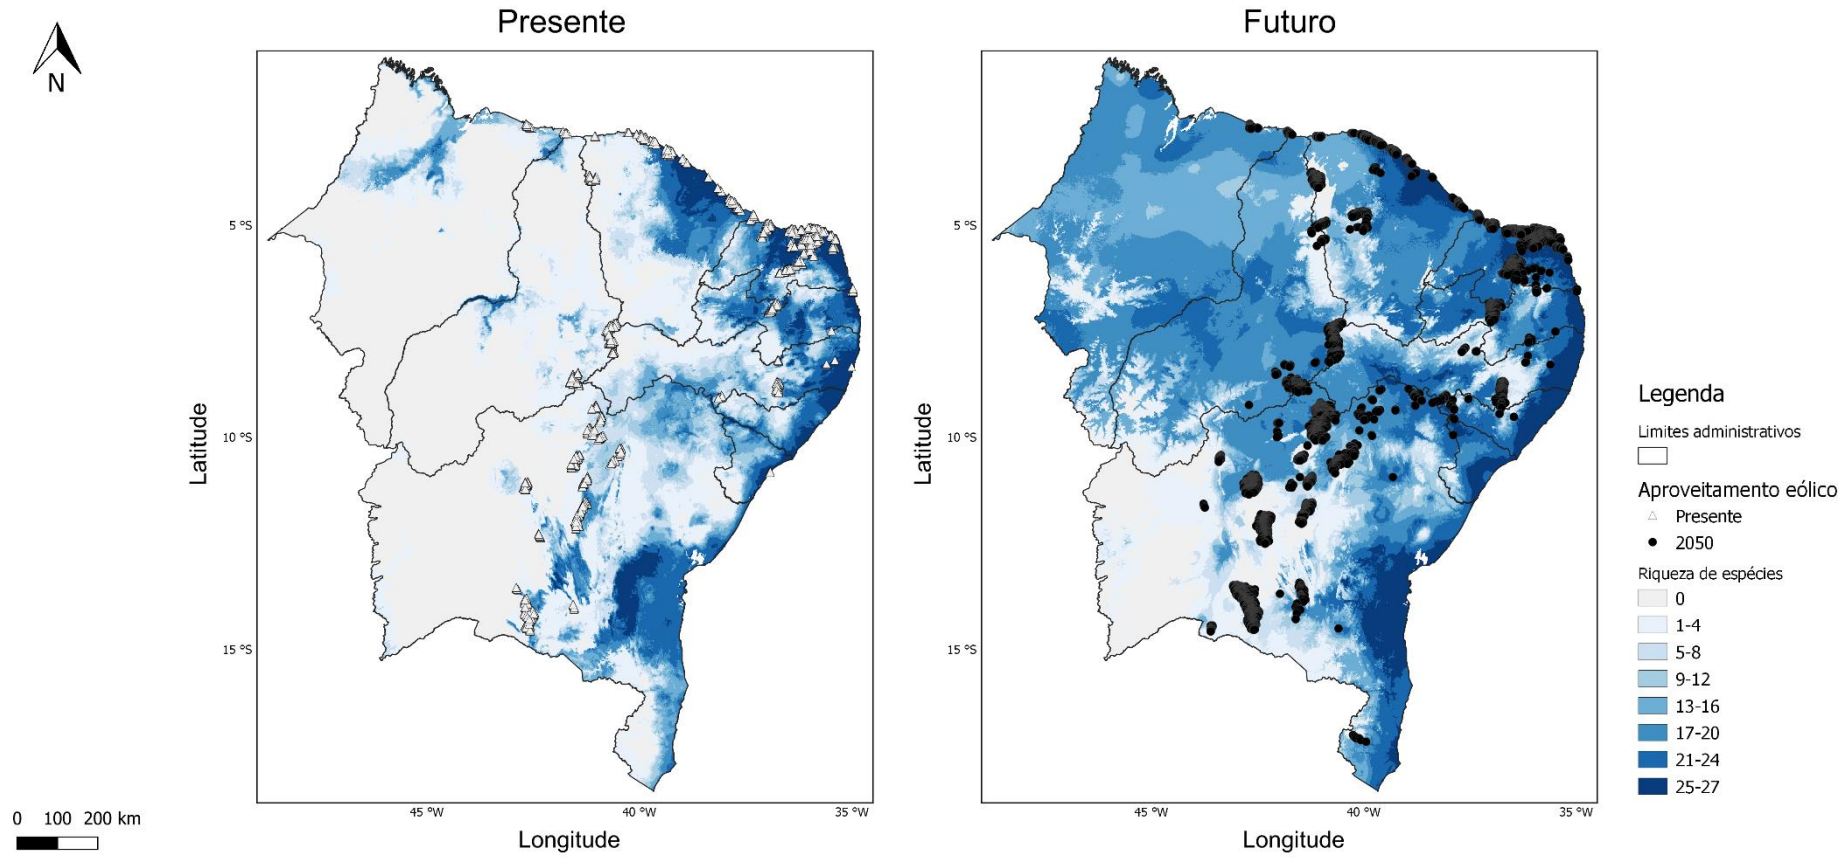 Presente
Futuro
N
5 °S
10 °S
15 °S
Latitude
45 °W
40 °W
35 °W
Longitude
5 °S
10 °S
15 °S
Latitude
45 °W
40 °W
35 °W
Longitude
0 100 200 km
Legenda
Limites administrativos
Aproveitamento eólico
Presente
2050
Riqueza de espécies
0
1-4
5-8
9-12
13-16
17-20
21-24
25-27